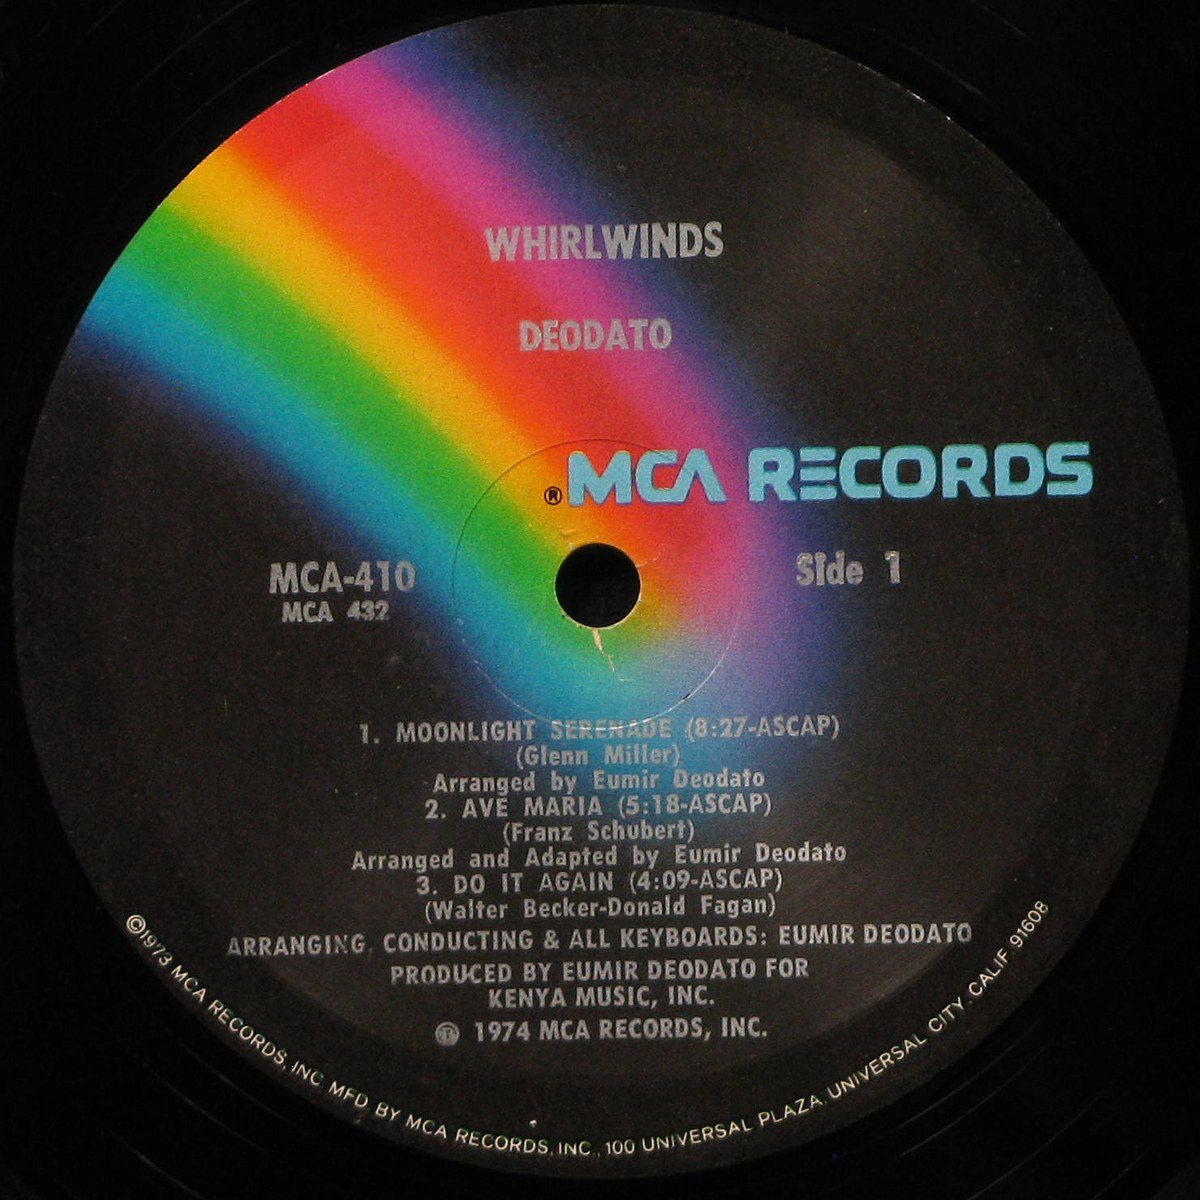 WHIRLWINDS
DEODATO
® MCA RECORDS
MCA-410
MCA 432
Side 1
1. MOONLIGHT SERENADE (8:27-ASCAP)
(Glenn Miller)
Arranged by Eumir Deodato
2. AVE MARIA (5:18-ASCAP)
(Franz Schubert)
Arranged and Adapted by Eumir Deodato
3. DO IT AGAIN (4:09-ASCAP)
(Walter Becker-Donald Fagan)
ARRANGING, CONDUCTING & ALL KEYBOARDS: EUMIR DEODATO
PRODUCED BY EUMIR DEODATO FOR
KENYA MUSIC, INC.
℗ 1974 MCA RECORDS, INC.
©1973 MCA RECORDS, INC MFD BY MCA RECORDS, INC., 100 UNIVERSAL PLAZA, UNIVERSAL CITY, CALIF 91608